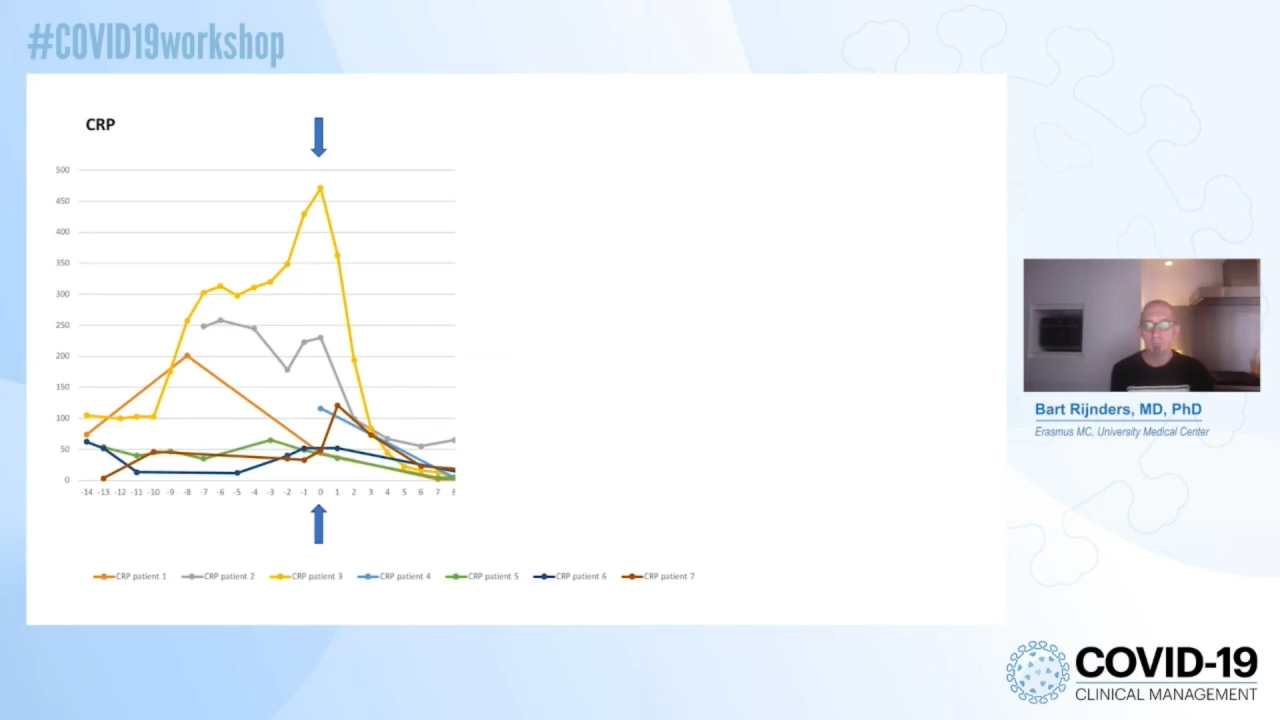 #COVID19workshop
CRP
500
450
400
350
300
250
200
150
100
50
0
-14 -13 -12 -11 -10 -9 -8 -7 -6 -5 -4 -3 -2 -1 0 1 2 3 4 5 6 7 8
CRP patient 1 CRP patient 2 CRP patient 3 CRP patient 4 CRP patient 5 CRP patient 6 CRP patient 7
Bart Rijnders, MD, PhD
Erasmus MC, University Medical Center
COVID-19
CLINICAL MANAGEMENT